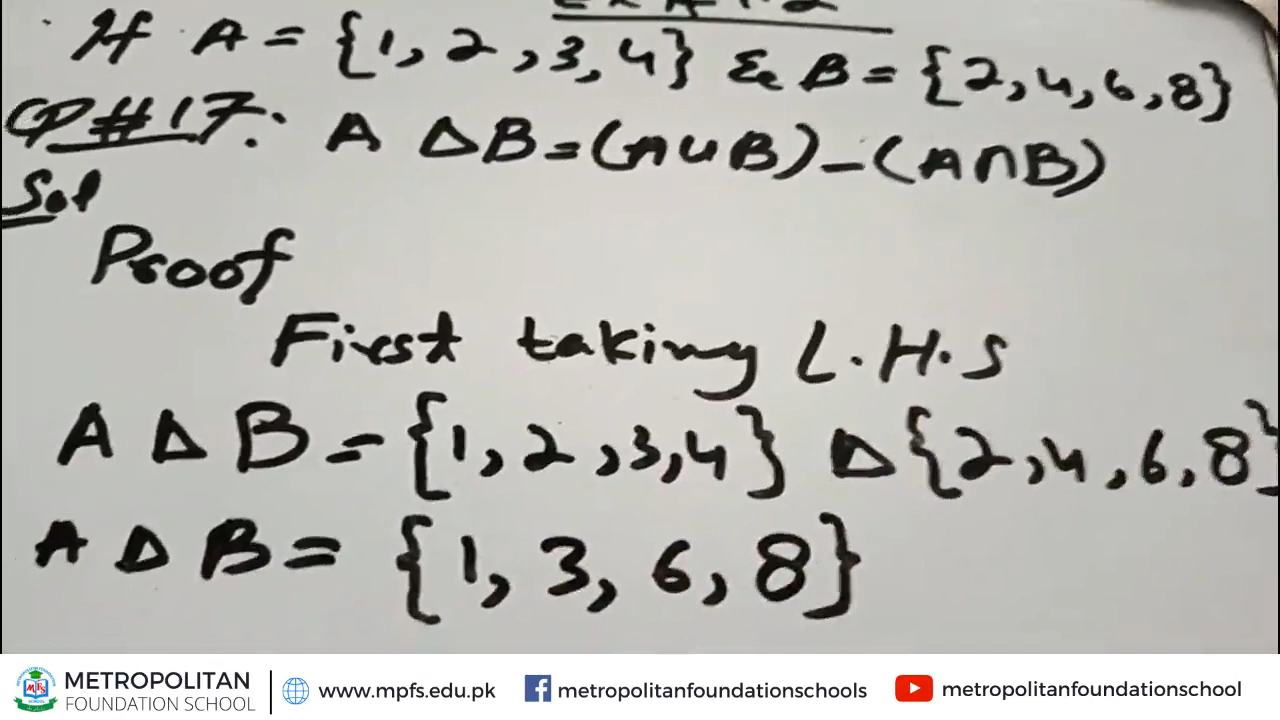 If A = {1, 2, 3, 4} & B = {2, 4, 6, 8}
Q#17: A Δ B = (A∪B) - (A∩B)
Sol
Proof
First taking L.H.S
A Δ B = {1, 2, 3, 4} Δ {2, 4, 6, 8}
A Δ B = {1, 3, 6, 8}
METROPOLITAN
FOUNDATION SCHOOL
MFS
www.mpfs.edu.pk
metropolitanfoundationschools
metropolitanfoundationschool